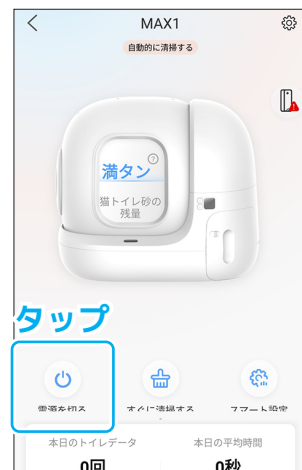 MAX1
自動的に清掃する
満タン
?
猫トイレ砂の
残量
タップ
電源を切る
すぐに清掃する
スマート設定
本日のトイレデータ
本日の平均時間
0回
0秒